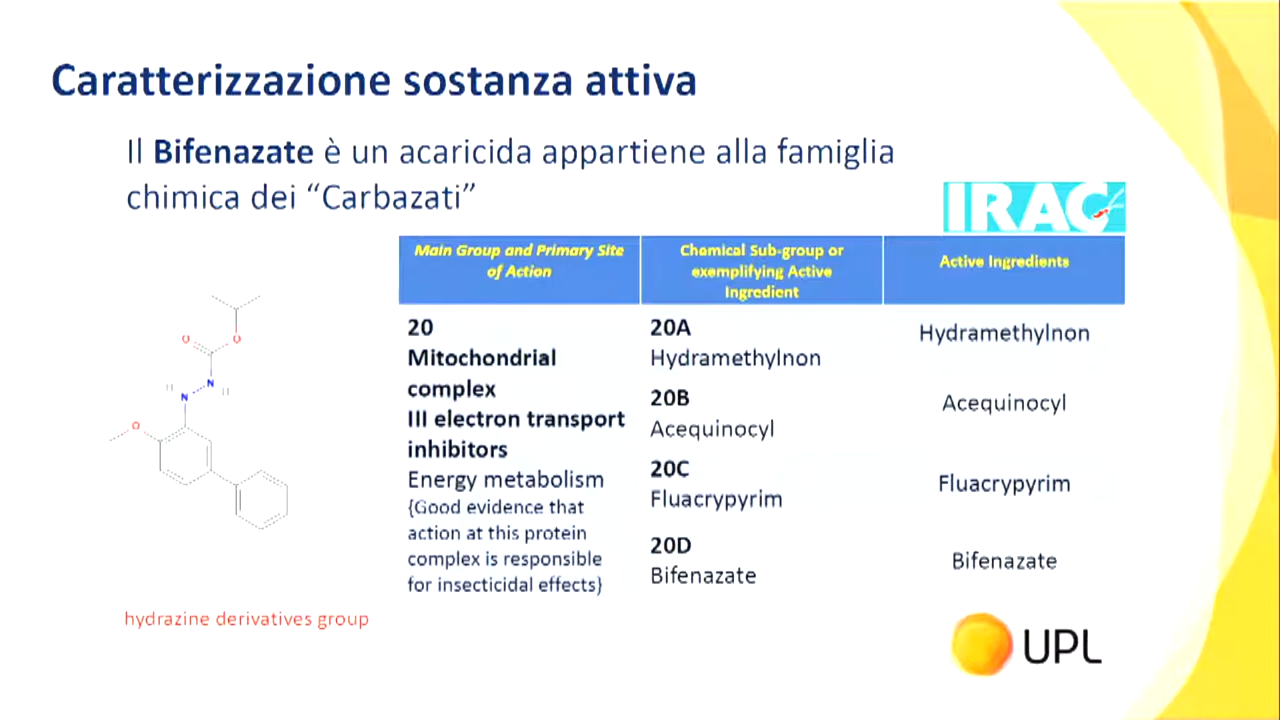 Caratterizzazione sostanza attiva
Il Bifenazate è un acaricida appartiene alla famiglia
chimica dei “Carbazati”
IRAC
Main Group and Primary Site
of Action
Chemical Sub-group or
exemplifying Active
Ingredient
Active Ingredients
20
Mitochondrial
complex
III electron transport
inhibitors
Energy metabolism
{Good evidence that
action at this protein
complex is responsible
for insecticidal effects}
20A
Hydramethylnon
20B
Acequinocyl
20C
Fluacrypyrim
20D
Bifenazate
Hydramethylnon
Acequinocyl
Fluacrypyrim
Bifenazate
O
O
H
N
N
H
O
hydrazine derivatives group
UPL